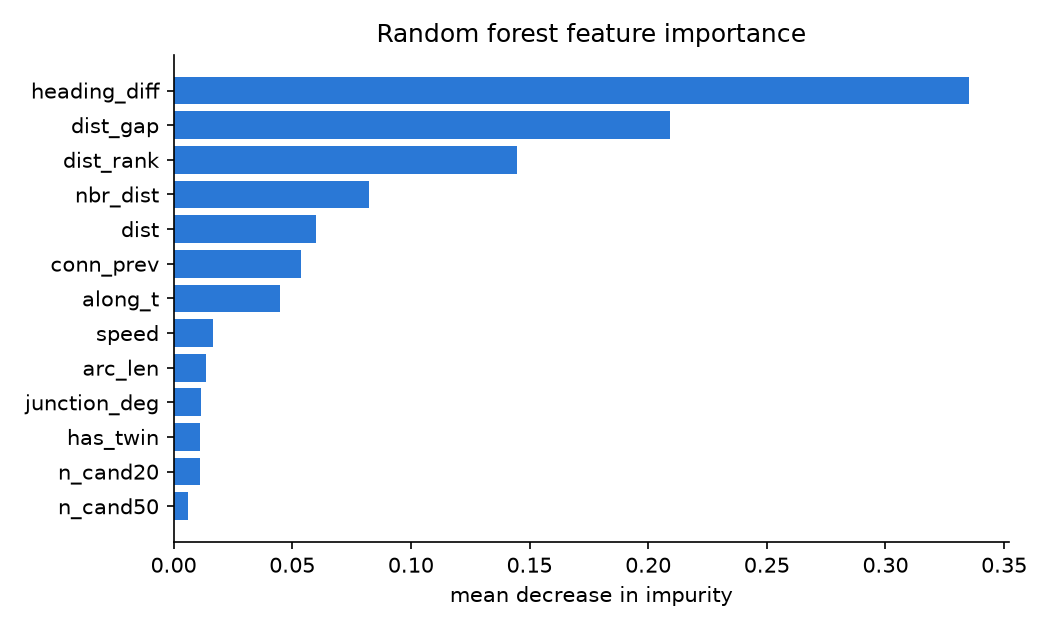 Random forest feature importance
heading_diff
dist_gap
dist_rank
nbr_dist
dist
conn_prev
along_t
speed
arc_len
junction_deg
has_twin
n_cand20
n_cand50
0.00 0.05 0.10 0.15 0.20 0.25 0.30 0.35
mean decrease in impurity